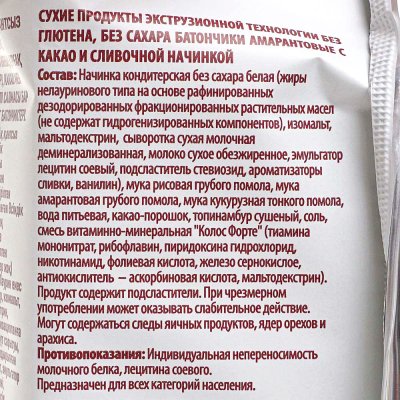 СУХИЕ ПРОДУКТЫ ЭКСТРУЗИОННОЙ ТЕХНОЛОГИИ БЕЗ
ГЛЮТЕНА, БЕЗ САХАРА БАТОНЧИКИ АМАРАНТОВЫЕ С
КАКАО И СЛИВОЧНОЙ НАЧИНКОЙ
Состав: Начинка кондитерская без сахара белая (жиры
нелауринового типа на основе рафинированных
дезодорированных фракционированных растительных масел
(не содержит гидрогенизированных компонентов), изомальт,
мальтодекстрин, сыворотка сухая молочная
деминерализованная, молоко сухое обезжиренное, эмульгатор
лецитин соевый, подсластитель стевиозид, ароматизаторы
сливки, ванилин), мука рисовая грубого помола, мука
амарантовая грубого помола, мука кукурузная тонкого помола,
вода питьевая, какао-порошок, топинамбур сушеный, соль,
смесь витаминно-минеральная "Колос Форте" (тиамина
мононитрат, рибофлавин, пиридоксина гидрохлорид,
никотинамид, фолиевая кислота, железо сернокислое,
антиокислитель – аскорбиновая кислота, мальтодекстрин).
Продукт содержит подсластители. При чрезмерном
употреблении может оказывать слабительное действие.
Могут содержаться следы яичных продуктов, ядер орехов и
арахиса.
Противопоказания: Индивидуальная непереносимость
молочного белка, лецитина соевого.
Предназначен для всех категорий населения.